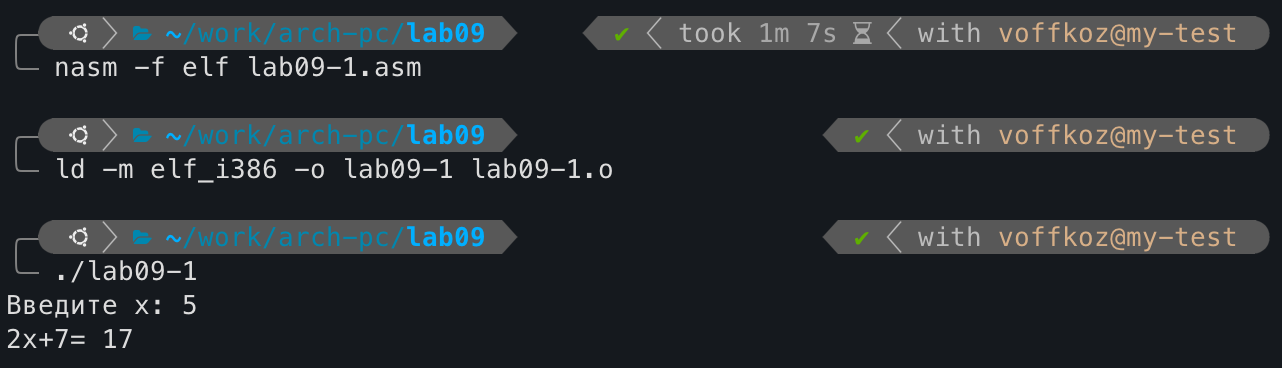 ~/work/arch-pc/lab09 ✔ took 1m 7s with voffkoz@my-test
nasm -f elf lab09-1.asm
~/work/arch-pc/lab09 ✔ with voffkoz@my-test
ld -m elf_i386 -o lab09-1 lab09-1.o
~/work/arch-pc/lab09 ✔ with voffkoz@my-test
./lab09-1
Введите x: 5
2x+7= 17